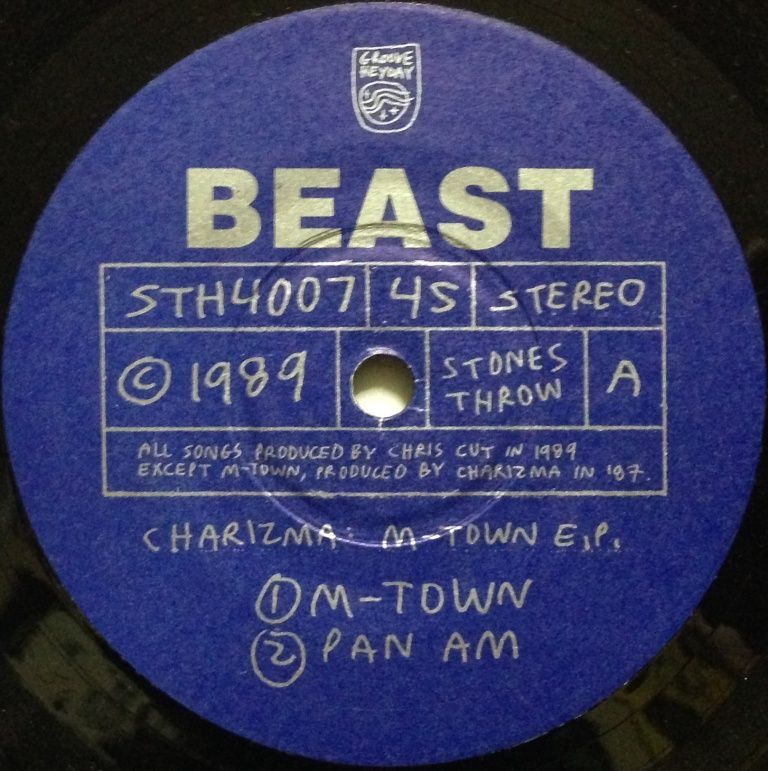 GROOVE
HEYDAY
BEAST
STH4007 45 STEREO
© 1989 STONES THROW A
ALL SONGS PRODUCED BY CHRIS CUT IN 1989
EXCEPT M-TOWN, PRODUCED BY CHARIZMA IN '87.
CHARIZMA: M-TOWN E.P.
① M-TOWN
② PAN AM